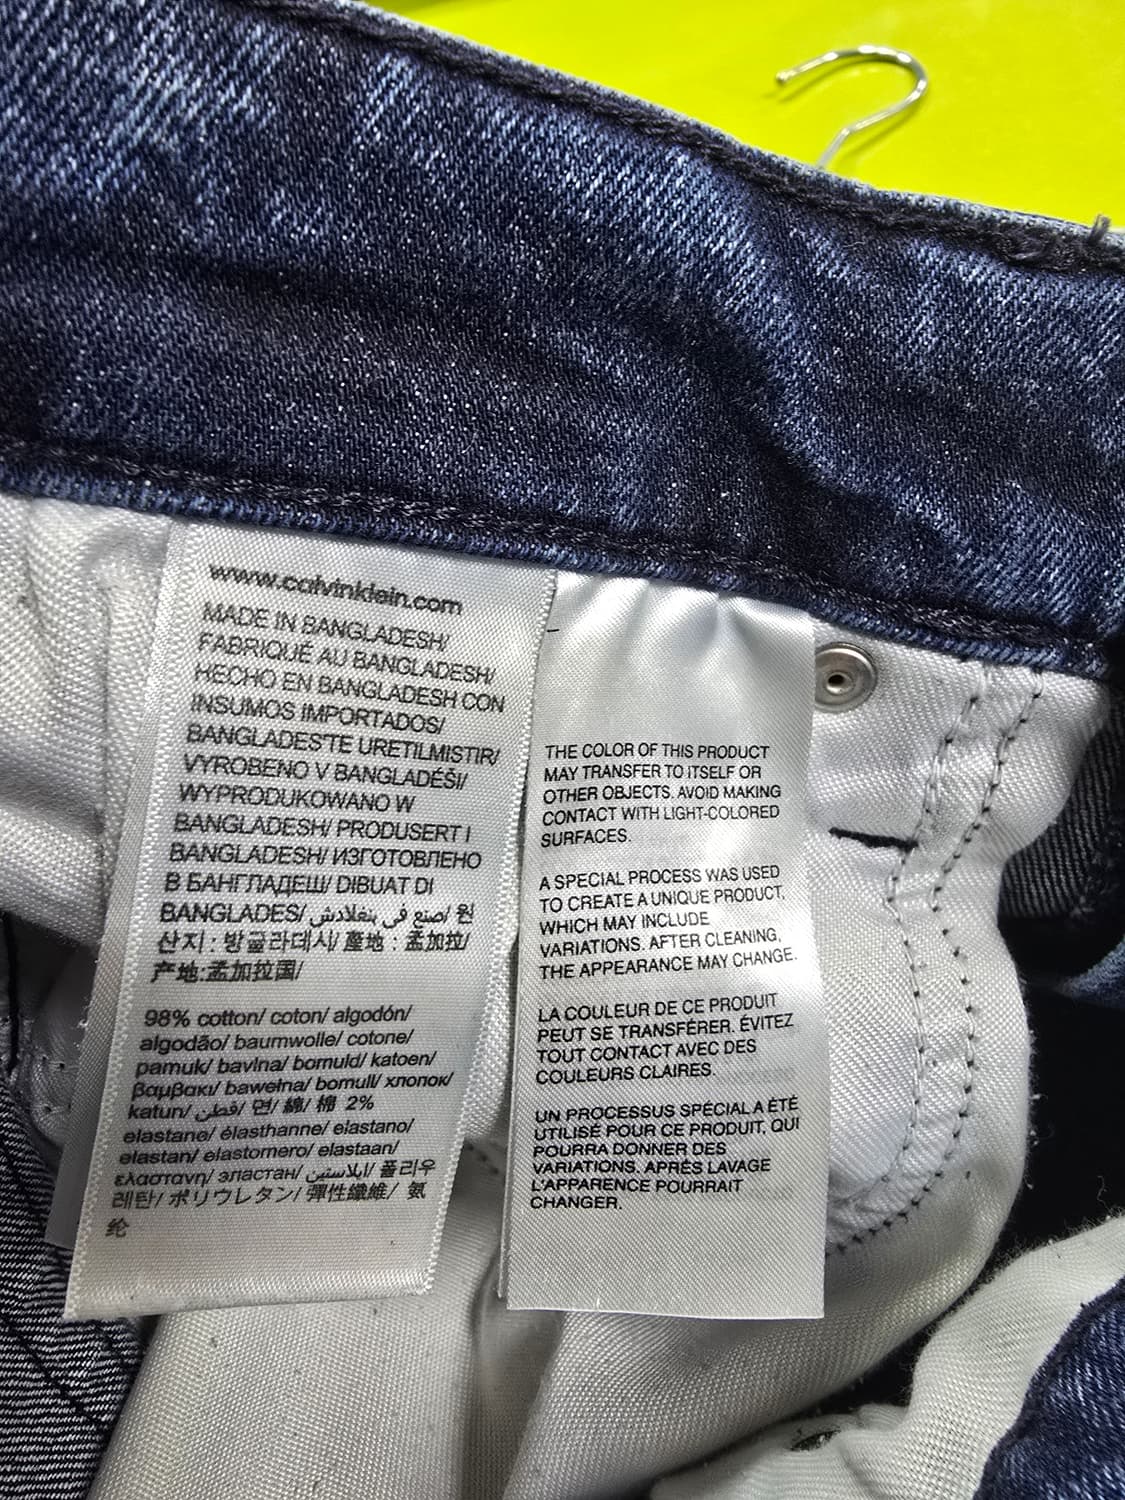 www.calvinklein.com
MADE IN BANGLADESH/
FABRIQUÉ AU BANGLADESH/
HECHO EN BANGLADESH CON
INSUMOS IMPORTADOS/
BANGLADES'TE URETILMISTIR/
VYROBENO V BANGLADÉŠI/
WYPRODUKOWANO W
BANGLADESH/ PRODUSERT I
BANGLADESH/ ИЗГОТОВЛЕНО
В БАНГЛАДЕШ/ DIBUAT DI
BANGLADES/ صنع في بنغلادش/ 원
산지 : 방글라데시/ 產地 : 孟加拉/
产地:孟加拉国/
98% cotton/ coton/ algodón/
algodão/ baumwolle/ cotone/
pamuk/ bavlna/ bomuld/ katoen/
βαμβακι/ bawełna/ bomull/ хлопок/
katun/ قطن/ 면/ 綿/ 棉 2%
elastane/ élasthanne/ elastano/
elastan/ elastomero/ elastaan/
ελαστανη/ эластан/ ايلاستين/ 폴리우
레탄/ ポリウレタン/ 彈性纖維/ 氨
纶
THE COLOR OF THIS PRODUCT
MAY TRANSFER TO ITSELF OR
OTHER OBJECTS. AVOID MAKING
CONTACT WITH LIGHT-COLORED
SURFACES.
A SPECIAL PROCESS WAS USED
TO CREATE A UNIQUE PRODUCT,
WHICH MAY INCLUDE
VARIATIONS. AFTER CLEANING,
THE APPEARANCE MAY CHANGE.
LA COULEUR DE CE PRODUIT
PEUT SE TRANSFÉRER. ÉVITEZ
TOUT CONTACT AVEC DES
COULEURS CLAIRES.
UN PROCESSUS SPÉCIAL A ÉTÉ
UTILISÉ POUR CE PRODUIT, QUI
POURRA DONNER DES
VARIATIONS. APRÈS LAVAGE
L'APPARENCE POURRAIT
CHANGER.